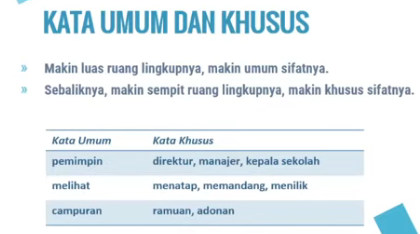 KATA UMUM DAN KHUSUS
» Makin luas ruang lingkupnya, makin umum sifatnya.
» Sebaliknya, makin sempit ruang lingkupnya, makin khusus sifatnya.
Kata Umum Kata Khusus
pemimpin direktur, manajer, kepala sekolah
melihat menatap, memandang, menilik
campuran ramuan, adonan